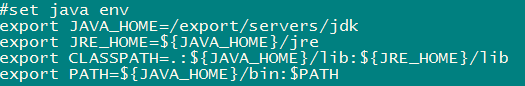 #set java env
export JAVA_HOME=/export/servers/jdk
export JRE_HOME=${JAVA_HOME}/jre
export CLASSPATH=.:${JAVA_HOME}/lib:${JRE_HOME}/lib
export PATH=${JAVA_HOME}/bin:$PATH